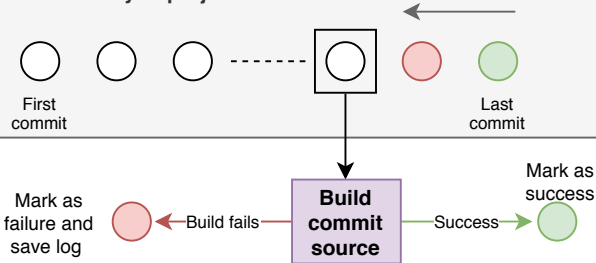 First
commit
Last
commit
Mark as
failure and
save log
Build fails
Build
commit
source
Success
Mark as
success